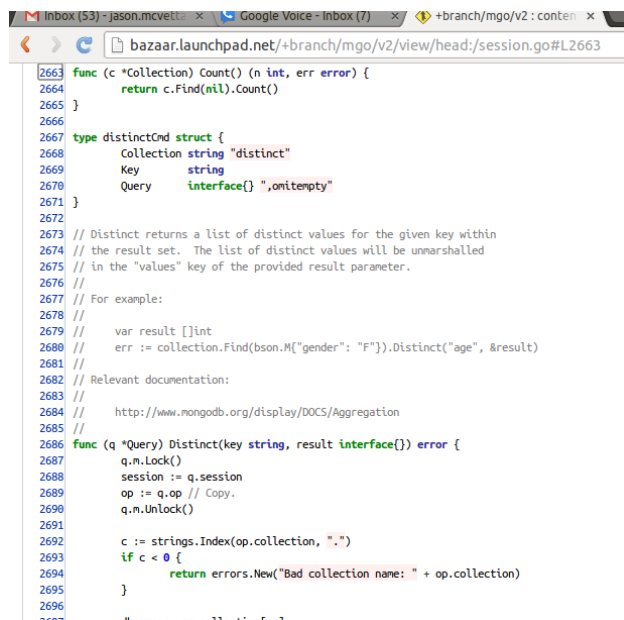 Inbox (53) - jason.mcvetta × Google Voice - Inbox (7) × +branch/mgo/v2 : conten ×
bazaar.launchpad.net/+branch/mgo/v2/view/head:/session.go#L2663
2663 func (c *Collection) Count() (n int, err error) {
2664 return c.Find(nil).Count()
2665 }
2666
2667 type distinctCmd struct {
2668 Collection string "distinct"
2669 Key string
2670 Query interface{} ",omitempty"
2671 }
2672
2673 // Distinct returns a list of distinct values for the given key within
2674 // the result set.  The list of distinct values will be unmarshalled
2675 // in the "values" key of the provided result parameter.
2676 //
2677 // For example:
2678 //
2679 // var result []int
2680 // err := collection.Find(bson.M{"gender": "F"}).Distinct("age", &result)
2681 //
2682 // Relevant documentation:
2683 //
2684 // http://www.mongodb.org/display/DOCS/Aggregation
2685 //
2686 func (q *Query) Distinct(key string, result interface{}) error {
2687 q.m.Lock()
2688 session := q.session
2689 op := q.op // Copy.
2690 q.m.Unlock()
2691
2692 c := strings.Index(op.collection, ".")
2693 if c < 0 {
2694 return errors.New("Bad collection name: " + op.collection)
2695 }
2696